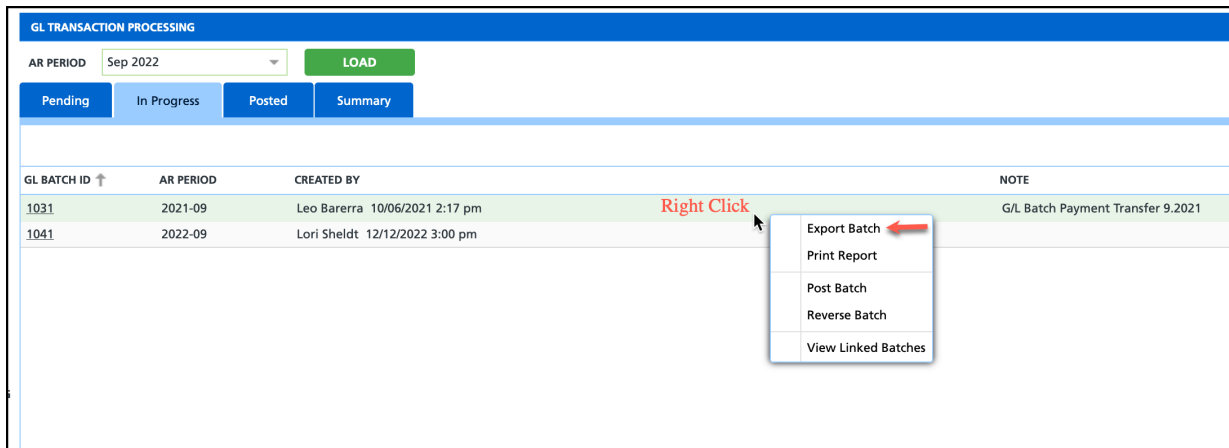 GL TRANSACTION PROCESSING
AR PERIOD Sep 2022 LOAD
Pending In Progress Posted Summary
GL BATCH ID AR PERIOD CREATED BY NOTE
1031 2021-09 Leo Barerra 10/06/2021 2:17 pm Right Click G/L Batch Payment Transfer 9.2021
1041 2022-09 Lori Sheldt 12/12/2022 3:00 pm
Export Batch
Print Report
Post Batch
Reverse Batch
View Linked Batches